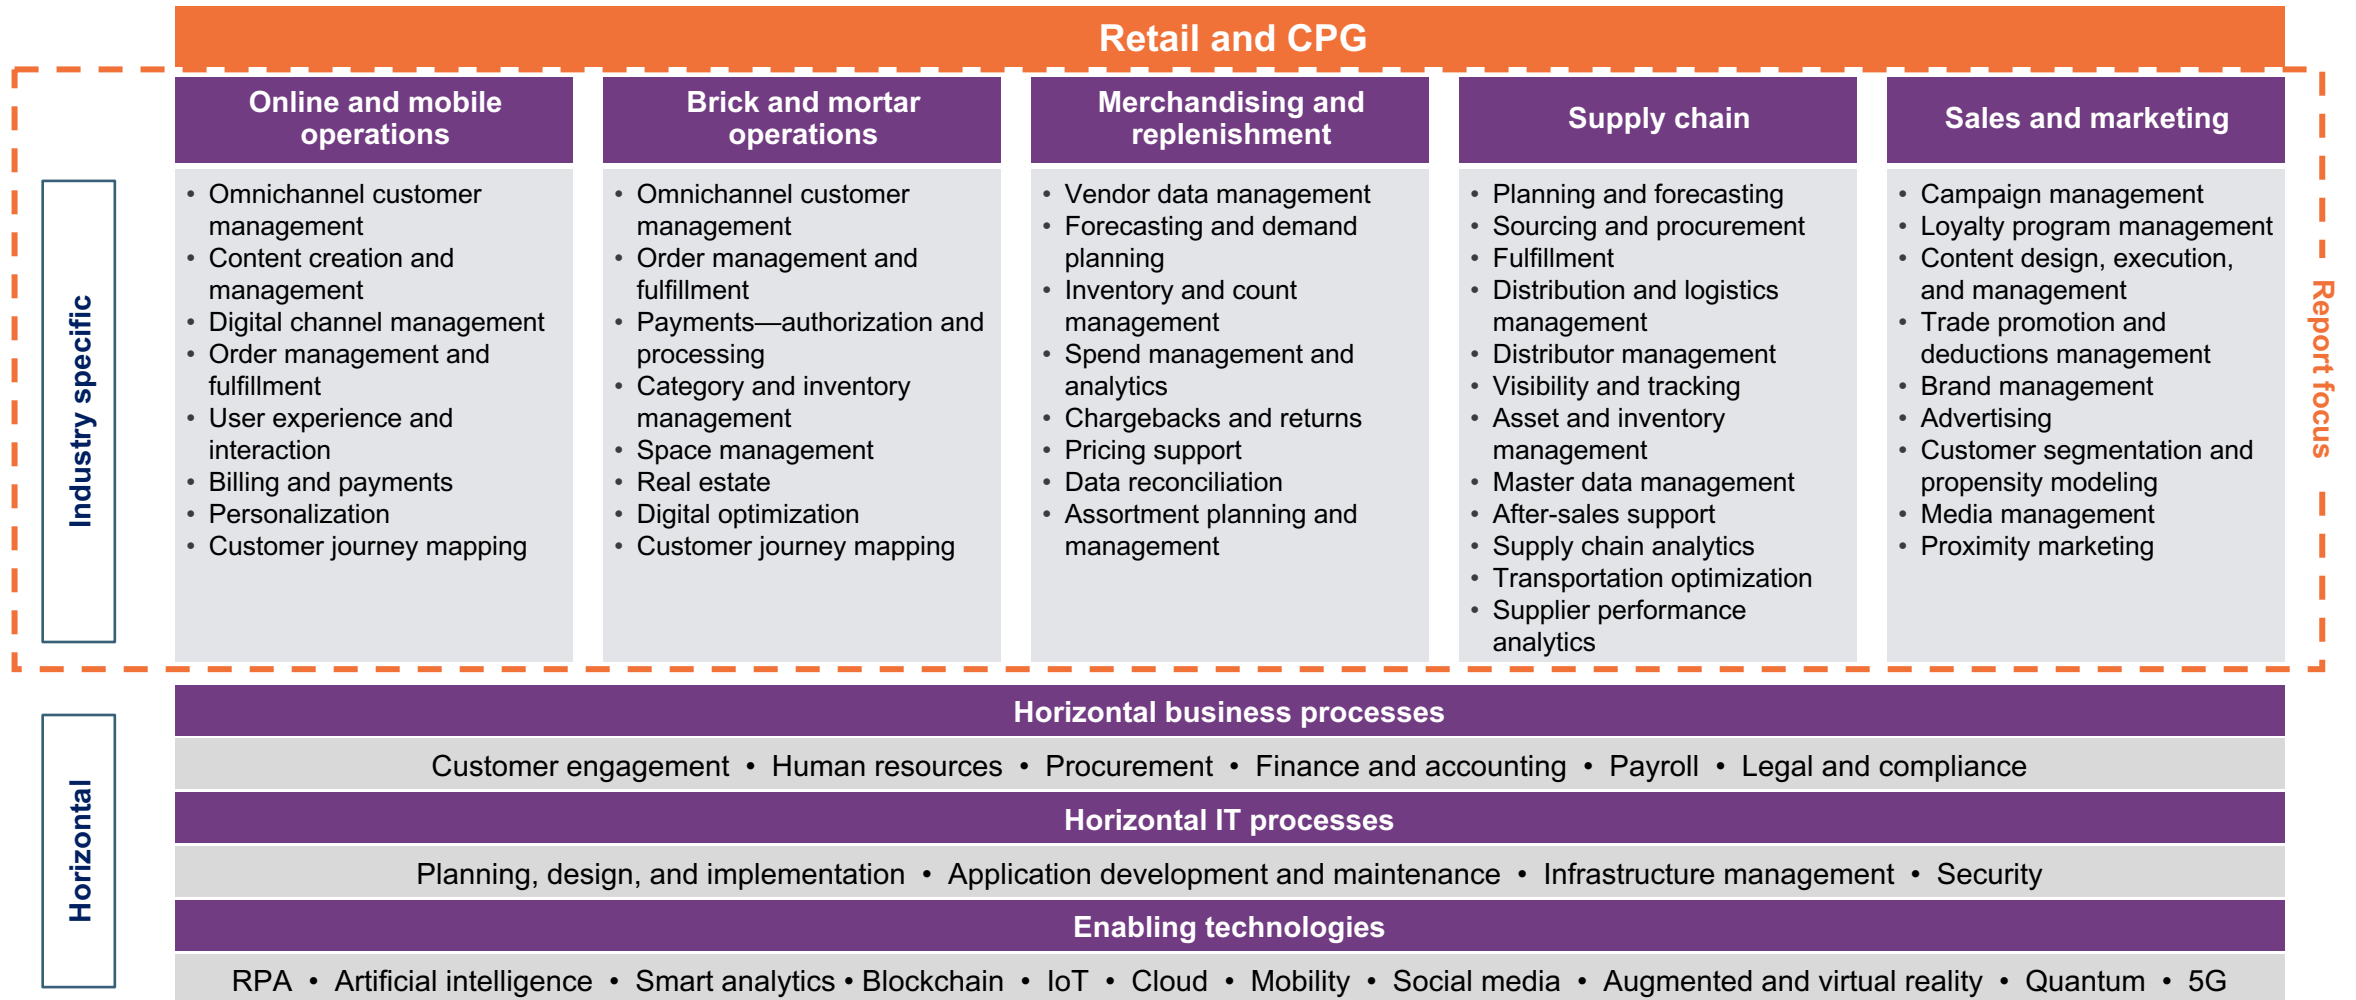 Retail and CPG
Industry specific
Online and mobile
operations
• Omnichannel customer
management
• Content creation and
management
• Digital channel management
• Order management and
fulfillment
• User experience and
interaction
• Billing and payments
• Personalization
• Customer journey mapping
Brick and mortar
operations
• Omnichannel customer
management
• Order management and
fulfillment
• Payments—authorization and
processing
• Category and inventory
management
• Space management
• Real estate
• Digital optimization
• Customer journey mapping
Merchandising and
replenishment
• Vendor data management
• Forecasting and demand
planning
• Inventory and count
management
• Spend management and
analytics
• Chargebacks and returns
• Pricing support
• Data reconciliation
• Assortment planning and
management
Supply chain
• Planning and forecasting
• Sourcing and procurement
• Fulfillment
• Distribution and logistics
management
• Distributor management
• Visibility and tracking
• Asset and inventory
management
• Master data management
• After-sales support
• Supply chain analytics
• Transportation optimization
• Supplier performance
analytics
Sales and marketing
• Campaign management
• Loyalty program management
• Content design, execution,
and management
• Trade promotion and
deductions management
• Brand management
• Advertising
• Customer segmentation and
propensity modeling
• Media management
• Proximity marketing
Report focus
Horizontal
Horizontal business processes
Customer engagement • Human resources • Procurement • Finance and accounting • Payroll • Legal and compliance
Horizontal IT processes
Planning, design, and implementation • Application development and maintenance • Infrastructure management • Security
Enabling technologies
RPA • Artificial intelligence • Smart analytics • Blockchain • IoT • Cloud • Mobility • Social media • Augmented and virtual reality • Quantum • 5G